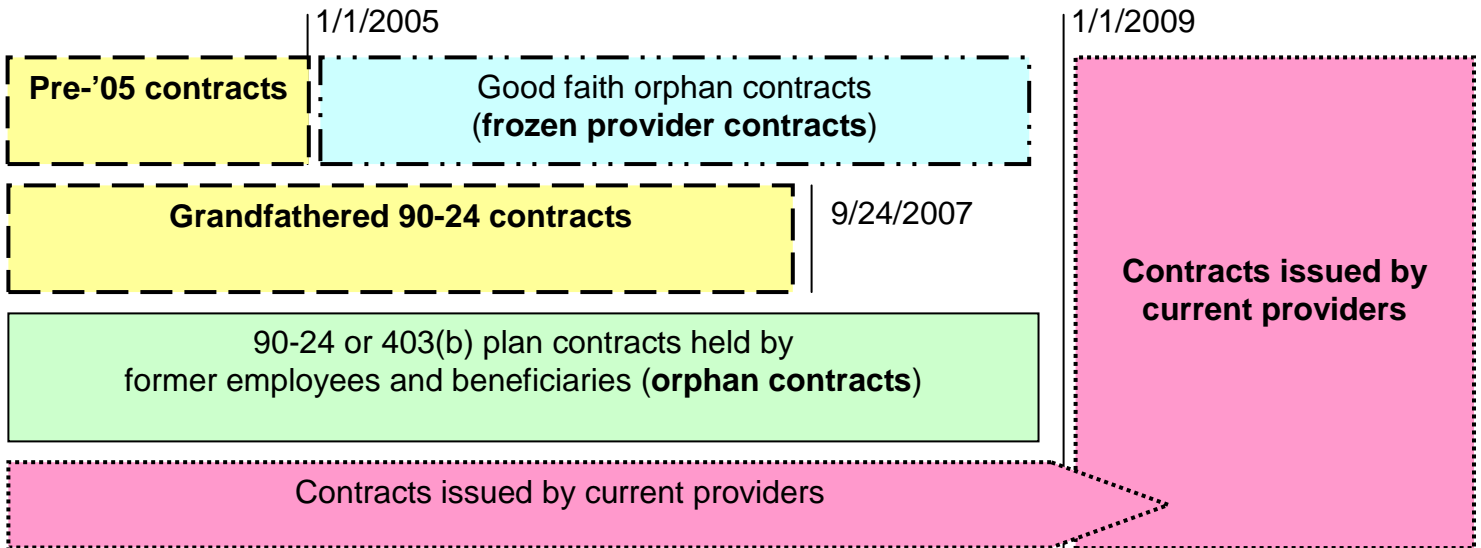 1/1/2005
1/1/2009
Pre-’05 contracts
Good faith orphan contracts
(frozen provider contracts)
Grandfathered 90-24 contracts
9/24/2007
Contracts issued by
current providers
90-24 or 403(b) plan contracts held by
former employees and beneficiaries (orphan contracts)
Contracts issued by current providers